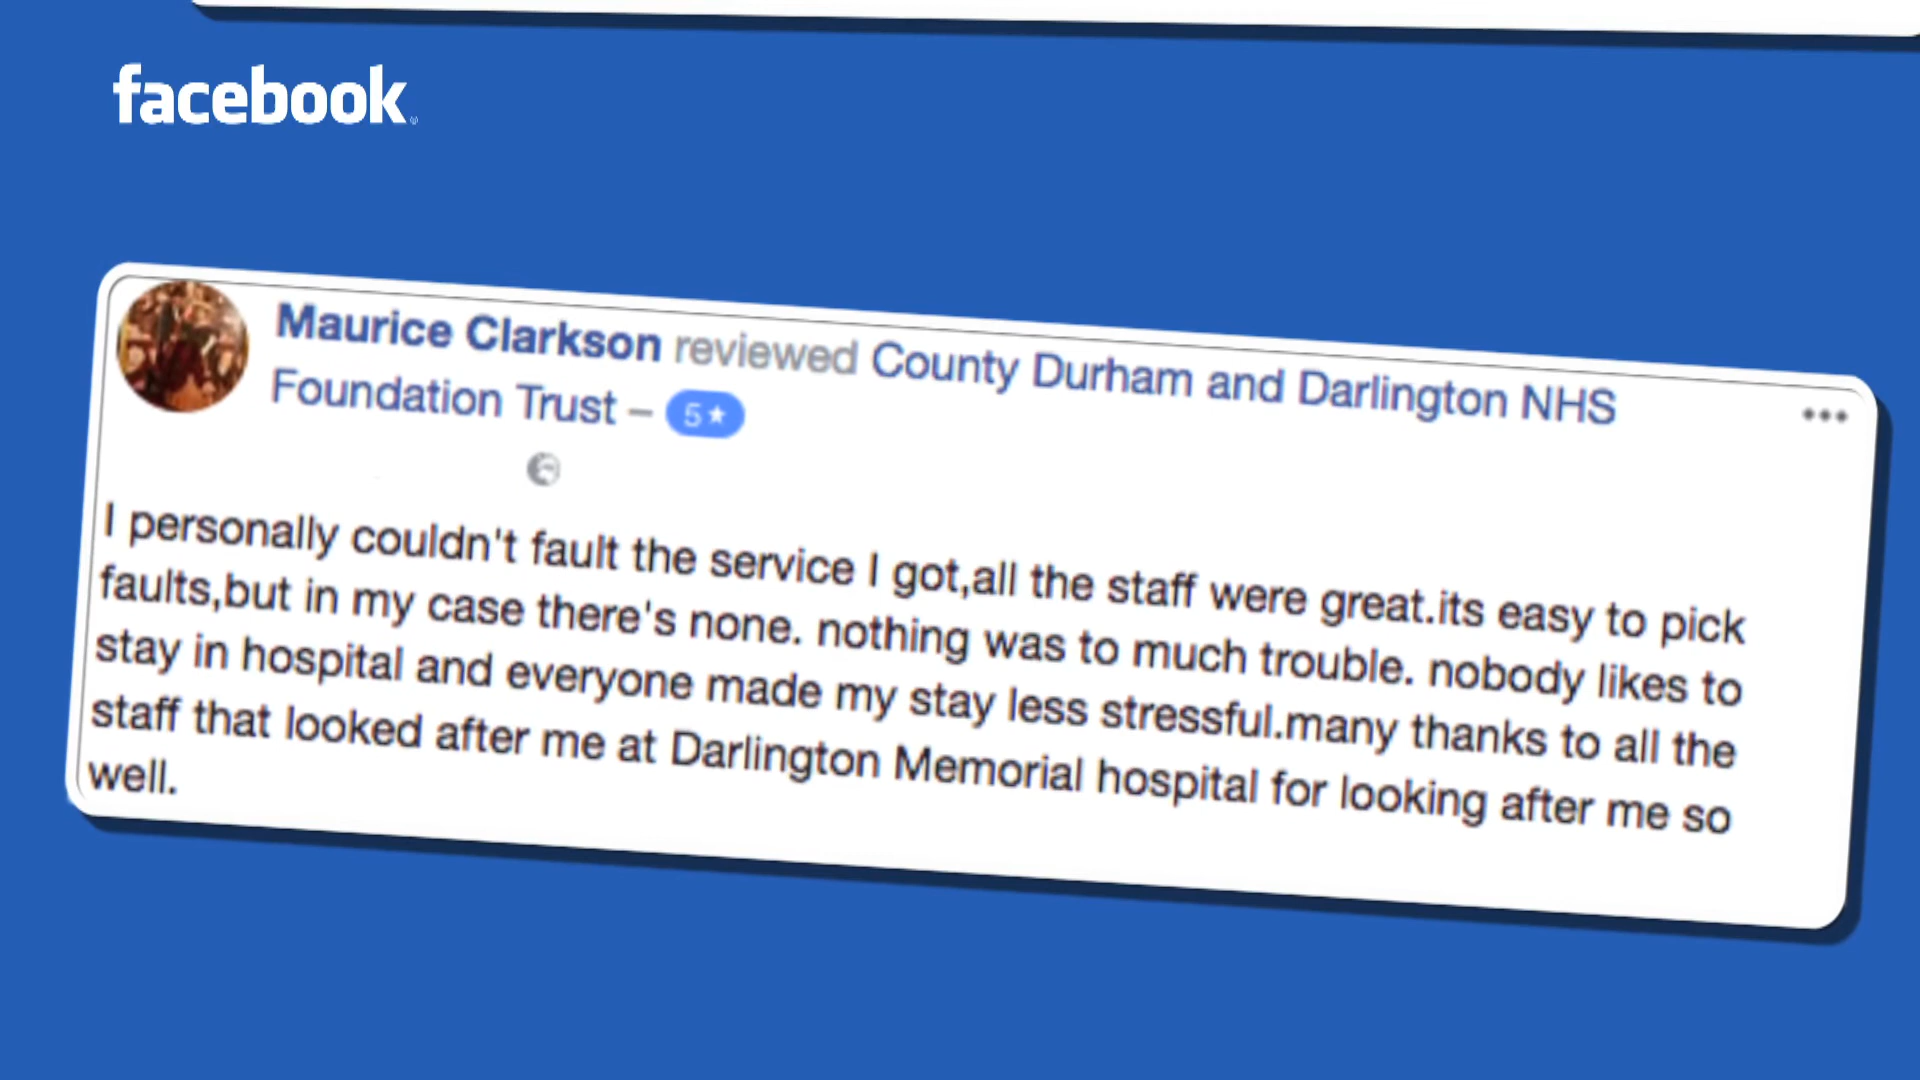 facebook
Maurice Clarkson reviewed County Durham and Darlington NHS
Foundation Trust – 5★
I personally couldn't fault the service I got,all the staff were great.its easy to pick
faults,but in my case there's none. nothing was to much trouble. nobody likes to
stay in hospital and everyone made my stay less stressful.many thanks to all the
staff that looked after me at Darlington Memorial hospital for looking after me so
well.